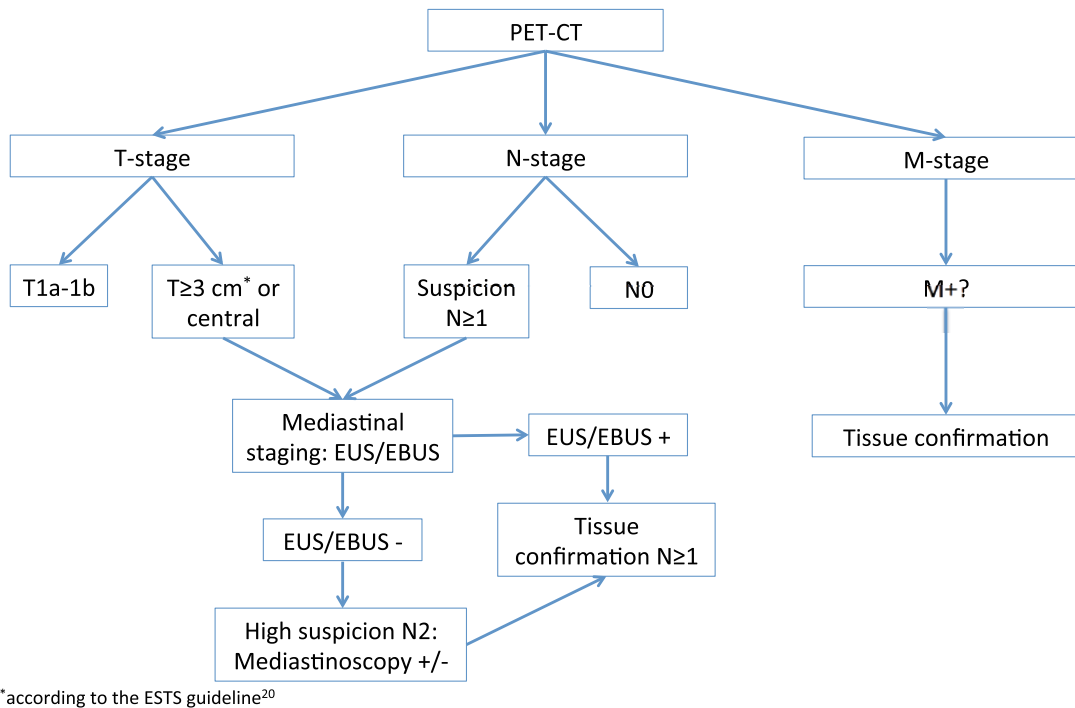 PET-CT
T-stage
N-stage
M-stage
T1a-1b
T≥3 cm* or
central
Suspicion
N≥1
N0
M+?
Mediastinal
staging: EUS/EBUS
EUS/EBUS +
Tissue confirmation
EUS/EBUS -
Tissue
confirmation N≥1
High suspicion N2:
Mediastinoscopy +/-
*according to the ESTS guideline20